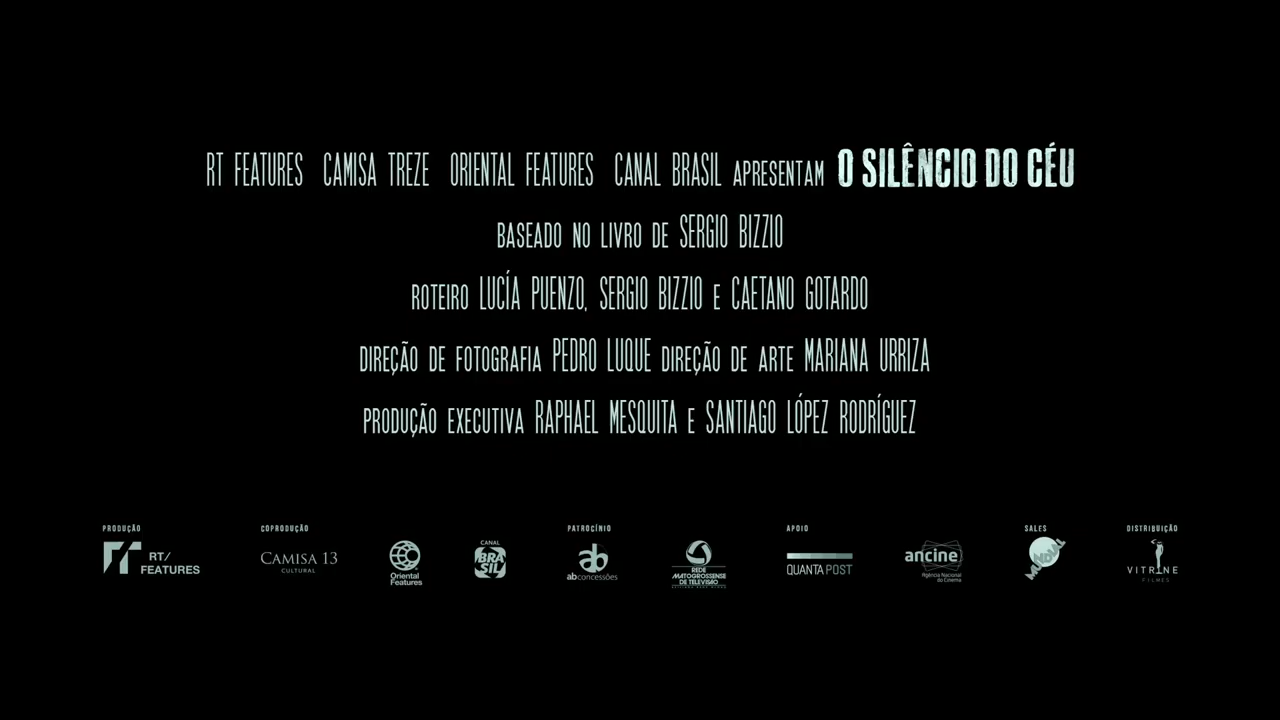 RT FEATURES CAMISA TREZE ORIENTAL FEATURES CANAL BRASIL APRESENTAM O SILÊNCIO DO CÉU
BASEADO NO LIVRO DE SERGIO BIZZIO
ROTEIRO LUCÍA PUENZO, SERGIO BIZZIO E CAETANO GOTARDO
DIREÇÃO DE FOTOGRAFIA PEDRO LUQUE DIREÇÃO DE ARTE MARIANA URRIZA
PRODUÇÃO EXECUTIVA RAPHAEL MESQUITA E SANTIAGO LÓPEZ RODRÍGUEZ
PRODUÇÃO
RT/
FEATURES
COPRODUÇÃO
CAMISA 13
CULTURAL
Oriental
Features
CANAL
BRA
SIL
PATROCÍNIO
ab
abconcessões
REDE
MATOGROSSENSE
DE TELEVISÃO
APOIO
QUANTA POST
ancine
Agência Nacional
do Cinema
SALES
MUNDIAL
DISTRIBUIÇÃO
VITRINE
FILMES